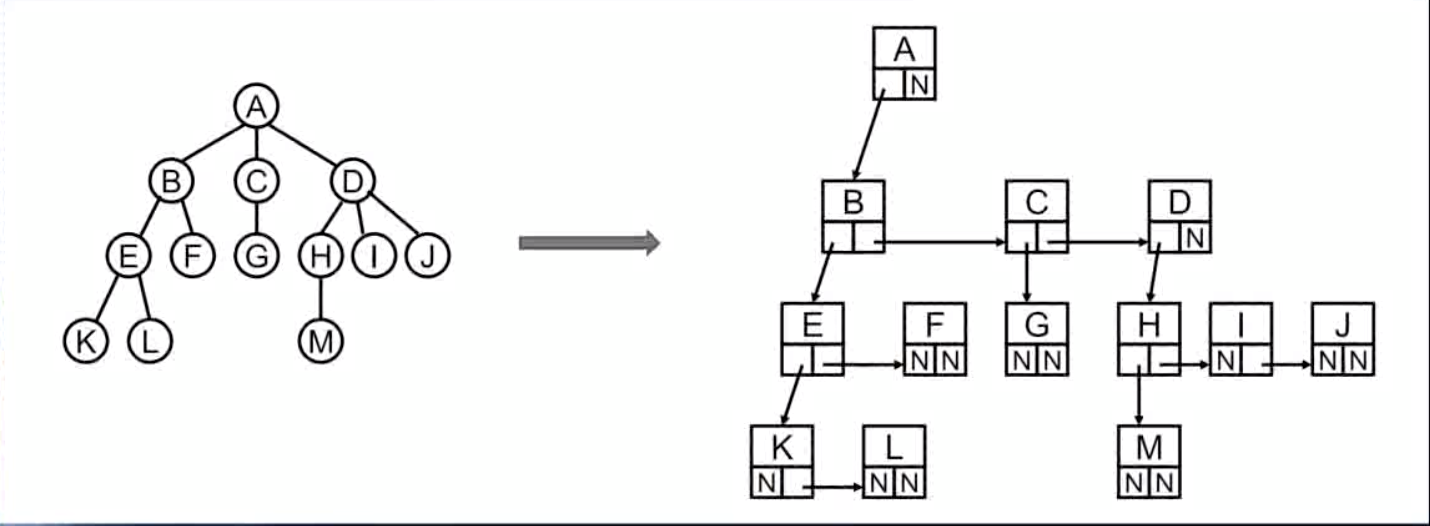 A
B C D
E F G H I J
K L M
A
N
B C D
N
E F G H I J
N N N N N N N
K L M
N N N N N